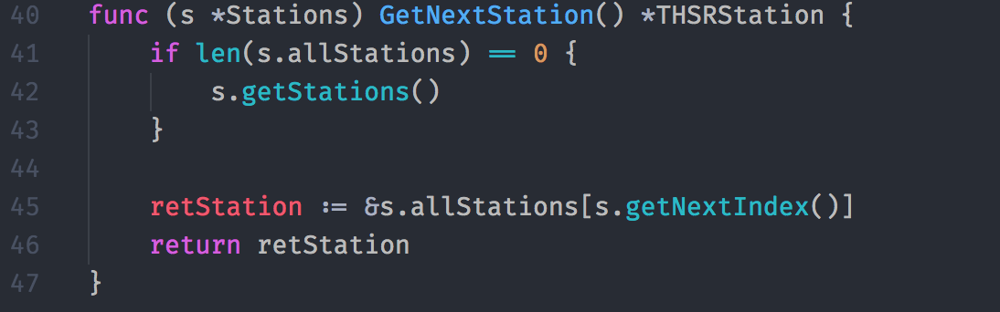 40 func (s *Stations) GetNextStation() *THSRStation {
41     if len(s.allStations) == 0 {
42         s.getStations()
43     }
44
45     retStation := &s.allStations[s.getNextIndex()]
46     return retStation
47 }